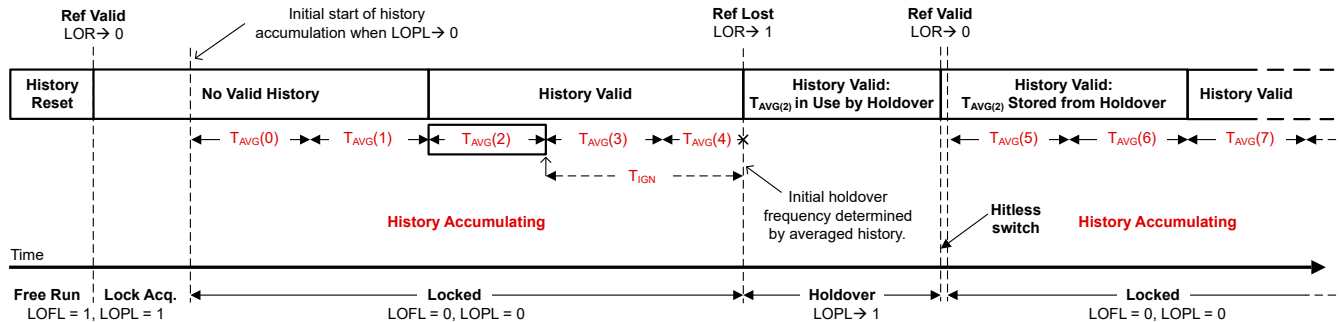 Ref Valid
LOR→ 0
Initial start of history
accumulation when LOPL→ 0
Ref Lost
LOR→ 1
Ref Valid
LOR→ 0
History
Reset
No Valid History
History Valid
History Valid:
TAVG(2) in Use by Holdover
History Valid:
TAVG(2) Stored from Holdover
History Valid
TAVG(0)
TAVG(1)
TAVG(2)
TAVG(3)
TAVG(4)
TAVG(5)
TAVG(6)
TAVG(7)
TIGN
Initial holdover
frequency determined
by averaged history.
Hitless
switch
History Accumulating
History Accumulating
Time
Free Run
Lock Acq.
LOFL = 1, LOPL = 1
Locked
LOFL = 0, LOPL = 0
Holdover
LOPL→ 1
Locked
LOFL = 0, LOPL = 0